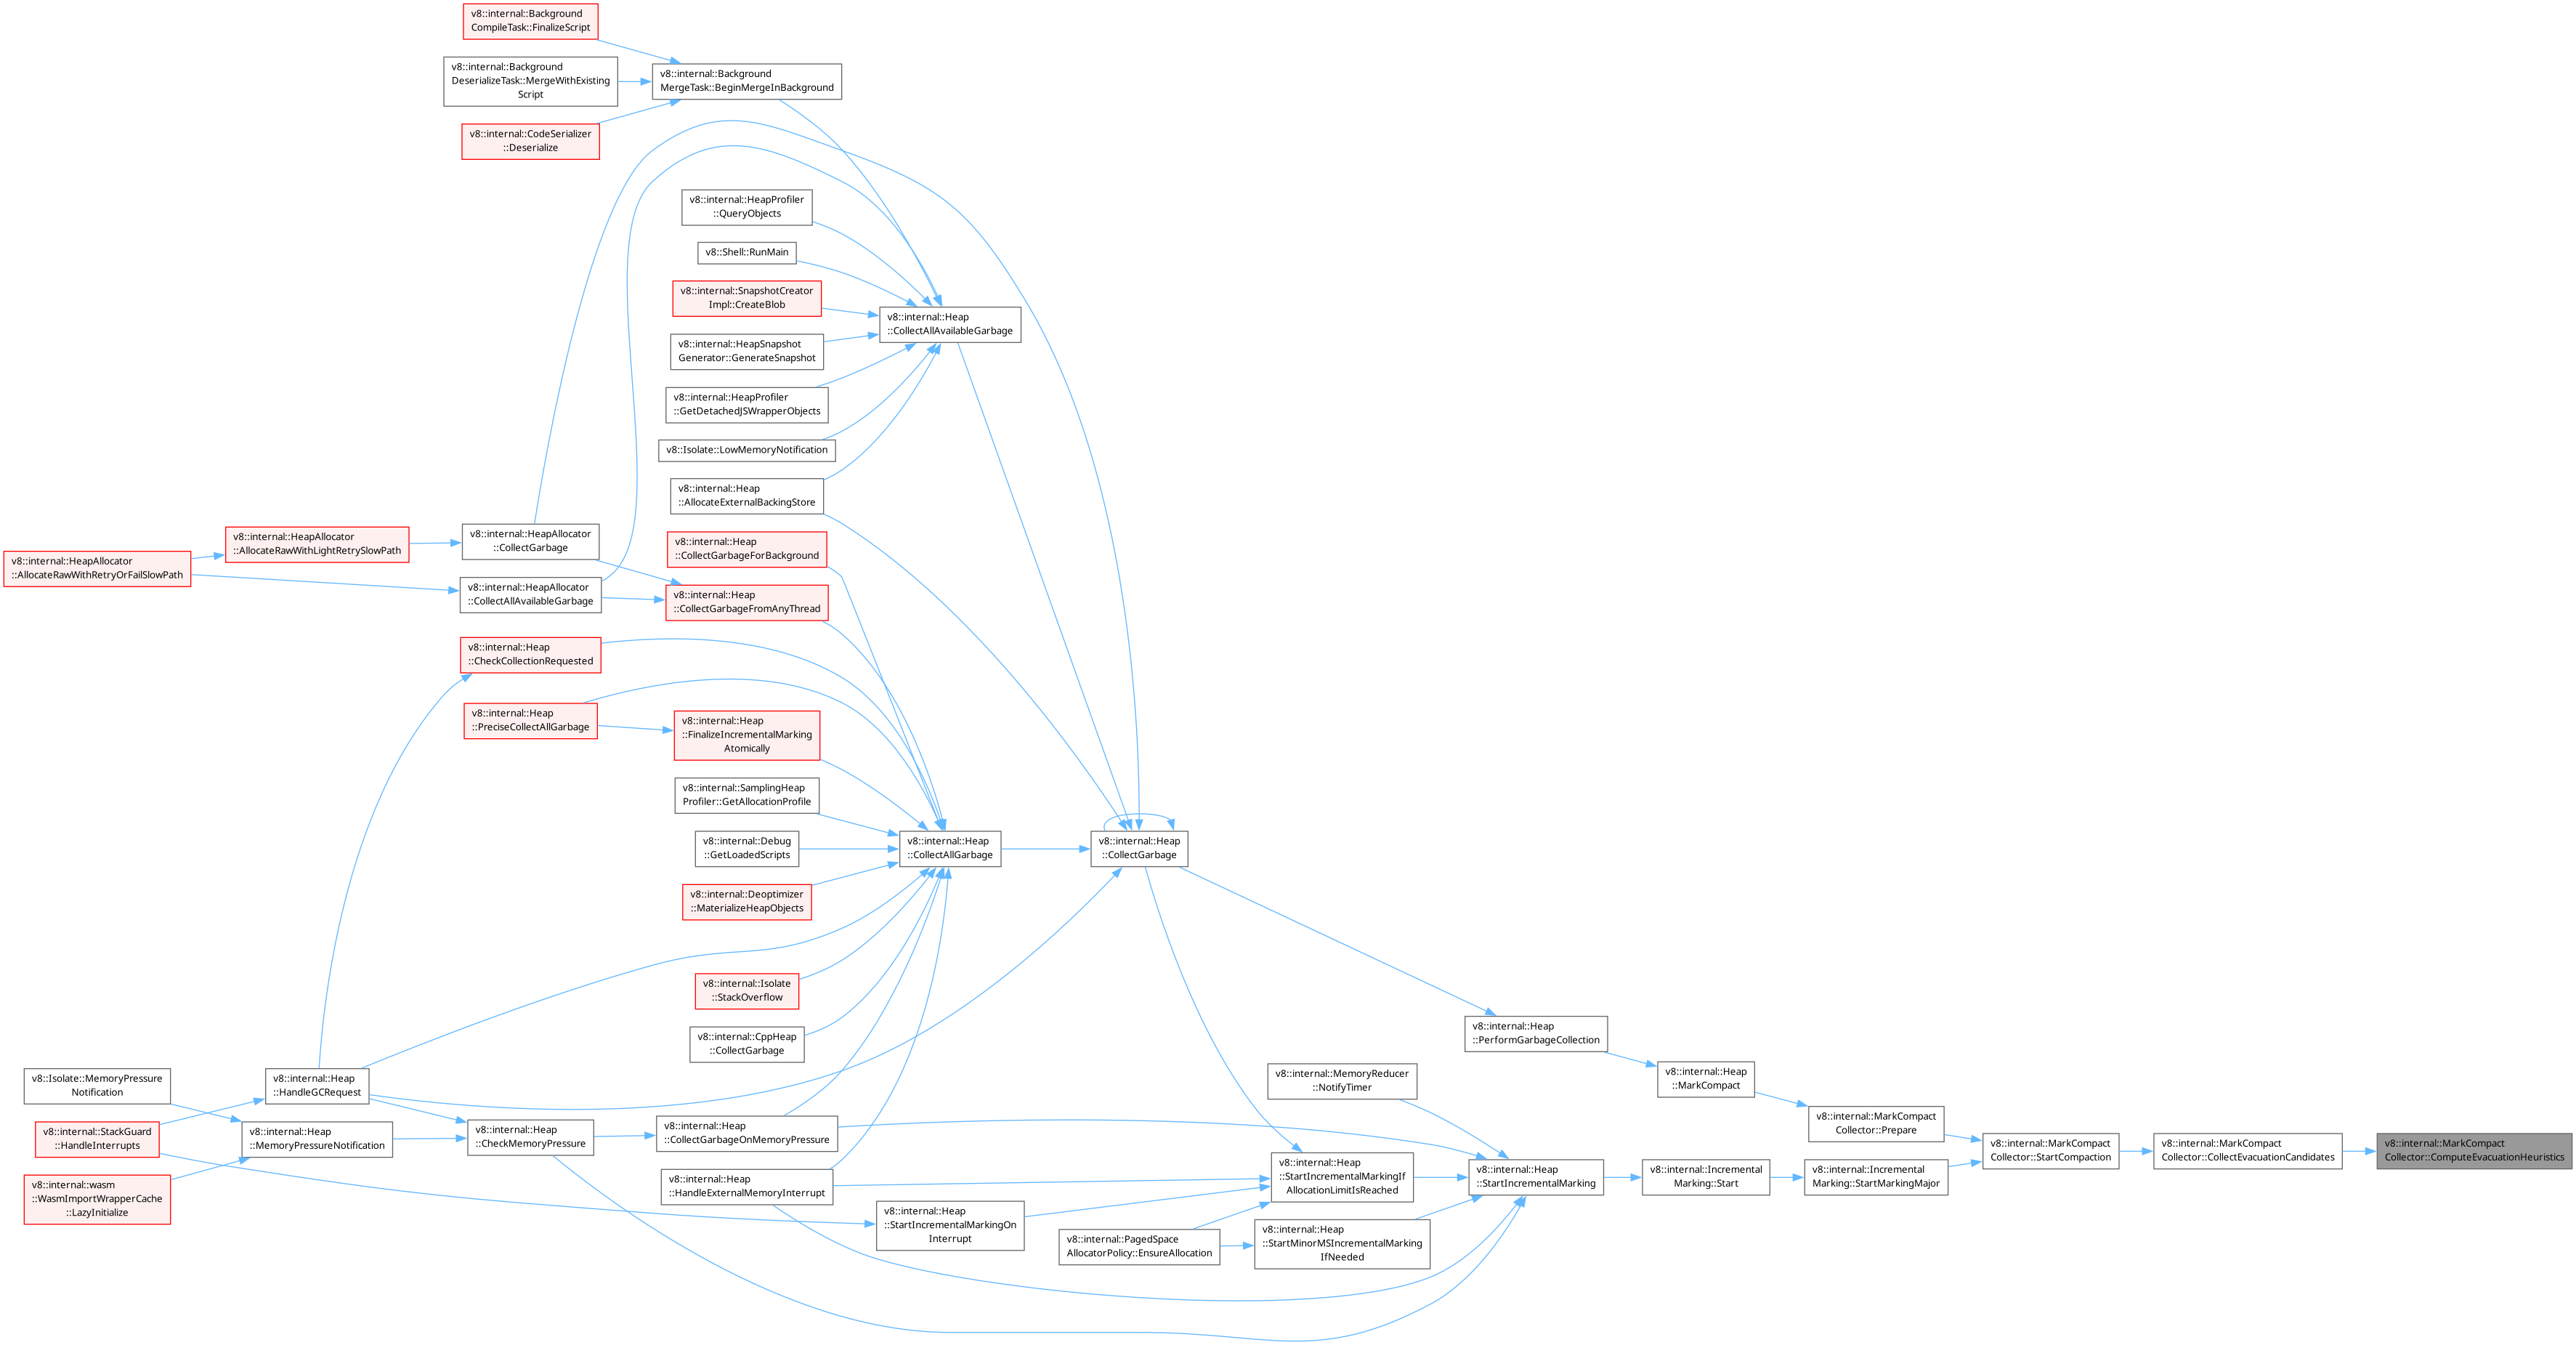 v8::internal::Background
CompileTask::FinalizeScript
v8::internal::Background
DeserializeTask::MergeWithExisting
Script
v8::internal::Background
MergeTask::BeginMergeInBackground
v8::internal::CodeSerializer
::Deserialize
v8::internal::HeapProfiler
::QueryObjects
v8::Shell::RunMain
v8::internal::SnapshotCreator
Impl::CreateBlob
v8::internal::Heap
::CollectAllAvailableGarbage
v8::internal::HeapSnapshot
Generator::GenerateSnapshot
v8::internal::HeapProfiler
::GetDetachedJSWrapperObjects
v8::Isolate::LowMemoryNotification
v8::internal::Heap
::AllocateExternalBackingStore
v8::internal::HeapAllocator
::AllocateRawWithRetryOrFailSlowPath
v8::internal::HeapAllocator
::AllocateRawWithLightRetrySlowPath
v8::internal::HeapAllocator
::CollectGarbage
v8::internal::Heap
::CollectGarbageForBackground
v8::internal::HeapAllocator
::CollectAllAvailableGarbage
v8::internal::Heap
::CollectGarbageFromAnyThread
v8::internal::Heap
::CheckCollectionRequested
v8::internal::Heap
::PreciseCollectAllGarbage
v8::internal::Heap
::FinalizeIncrementalMarking
Atomically
v8::internal::SamplingHeap
Profiler::GetAllocationProfile
v8::internal::Debug
::GetLoadedScripts
v8::internal::Heap
::CollectAllGarbage
v8::internal::Heap
::CollectGarbage
v8::internal::Deoptimizer
::MaterializeHeapObjects
v8::internal::Isolate
::StackOverflow
v8::internal::CppHeap
::CollectGarbage
v8::internal::Heap
::PerformGarbageCollection
v8::Isolate::MemoryPressure
Notification
v8::internal::Heap
::HandleGCRequest
v8::internal::MemoryReducer
::NotifyTimer
v8::internal::Heap
::MarkCompact
v8::internal::StackGuard
::HandleInterrupts
v8::internal::Heap
::MemoryPressureNotification
v8::internal::Heap
::CheckMemoryPressure
v8::internal::Heap
::CollectGarbageOnMemoryPressure
v8::internal::MarkCompact
Collector::Prepare
v8::internal::wasm
::WasmImportWrapperCache
::LazyInitialize
v8::internal::Heap
::HandleExternalMemoryInterrupt
v8::internal::Heap
::StartIncrementalMarkingIf
AllocationLimitIsReached
v8::internal::Heap
::StartIncrementalMarking
v8::internal::Incremental
Marking::Start
v8::internal::Incremental
Marking::StartMarkingMajor
v8::internal::MarkCompact
Collector::StartCompaction
v8::internal::MarkCompact
Collector::CollectEvacuationCandidates
v8::internal::MarkCompact
Collector::ComputeEvacuationHeuristics
v8::internal::Heap
::StartIncrementalMarkingOn
Interrupt
v8::internal::PagedSpace
AllocatorPolicy::EnsureAllocation
v8::internal::Heap
::StartMinorMSIncrementalMarking
IfNeeded